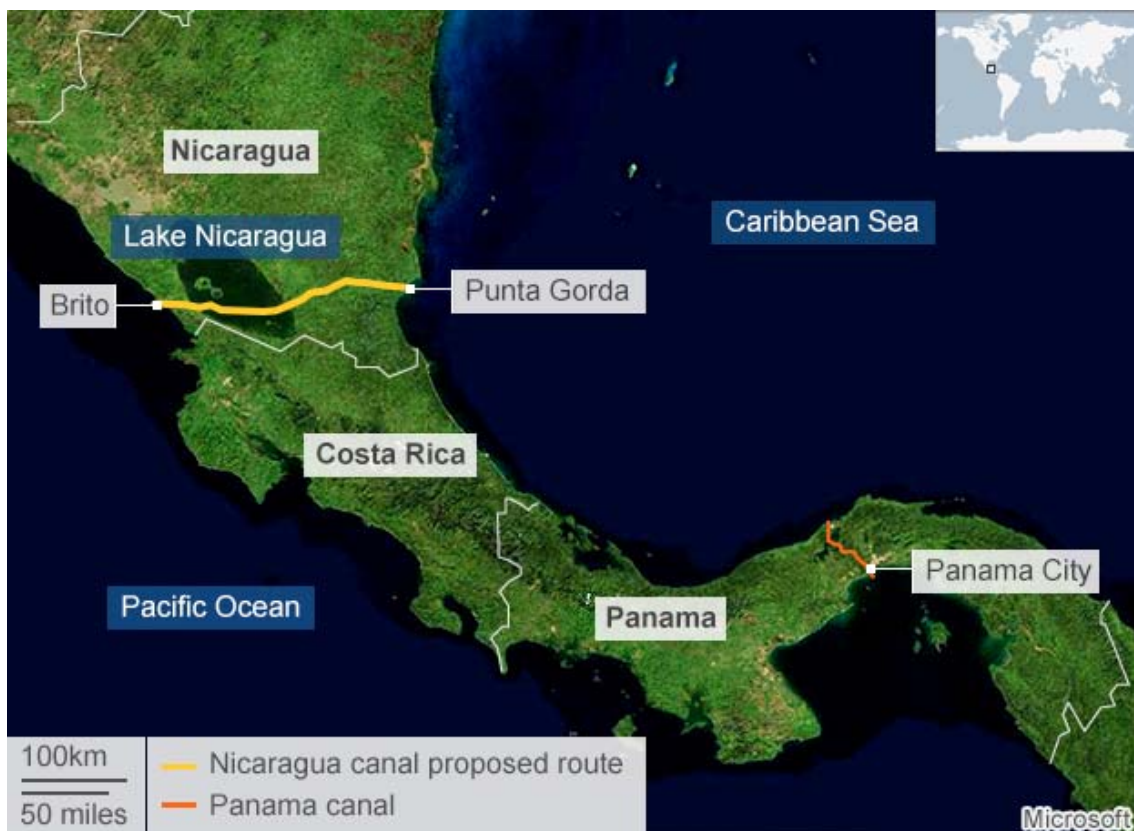 Nicaragua
Lake Nicaragua
Caribbean Sea
Brito
Punta Gorda
Costa Rica
Panama City
Pacific Ocean
Panama
100km
50 miles
Nicaragua canal proposed route
Panama canal
Microsoft